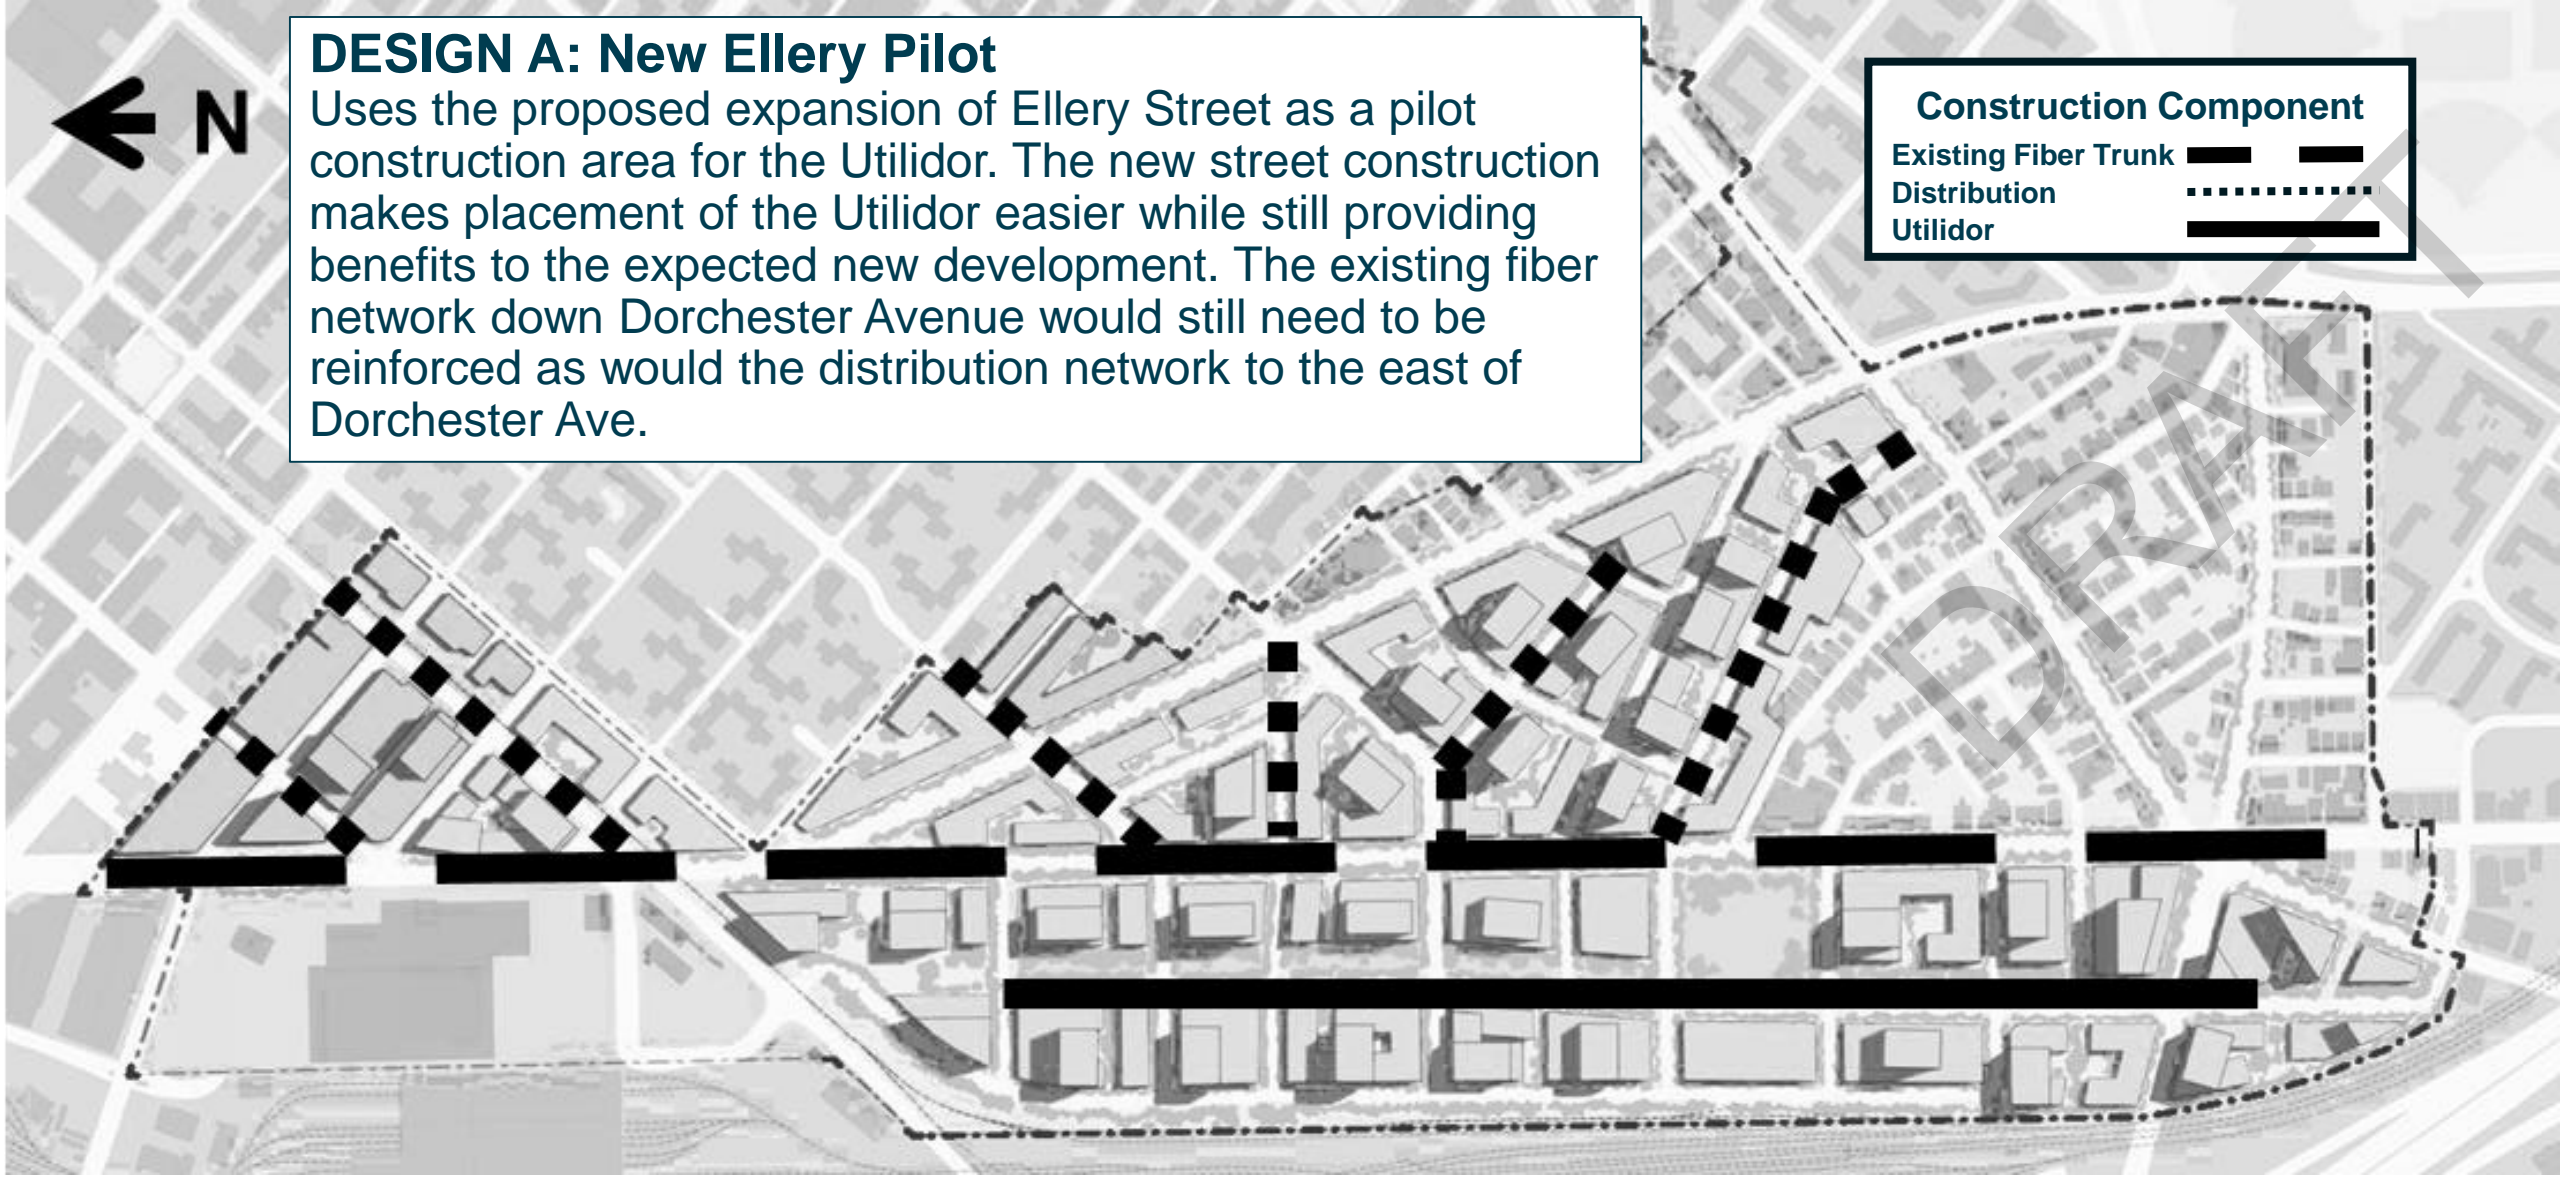 DESIGN A: New Ellery Pilot
Uses the proposed expansion of Ellery Street as a pilot
construction area for the Utilidor. The new street construction
makes placement of the Utilidor easier while still providing
benefits to the expected new development. The existing fiber
network down Dorchester Avenue would still need to be
reinforced as would the distribution network to the east of
Dorchester Ave.
N
Construction Component
Existing Fiber Trunk
Distribution
Utilidor
DRAFT